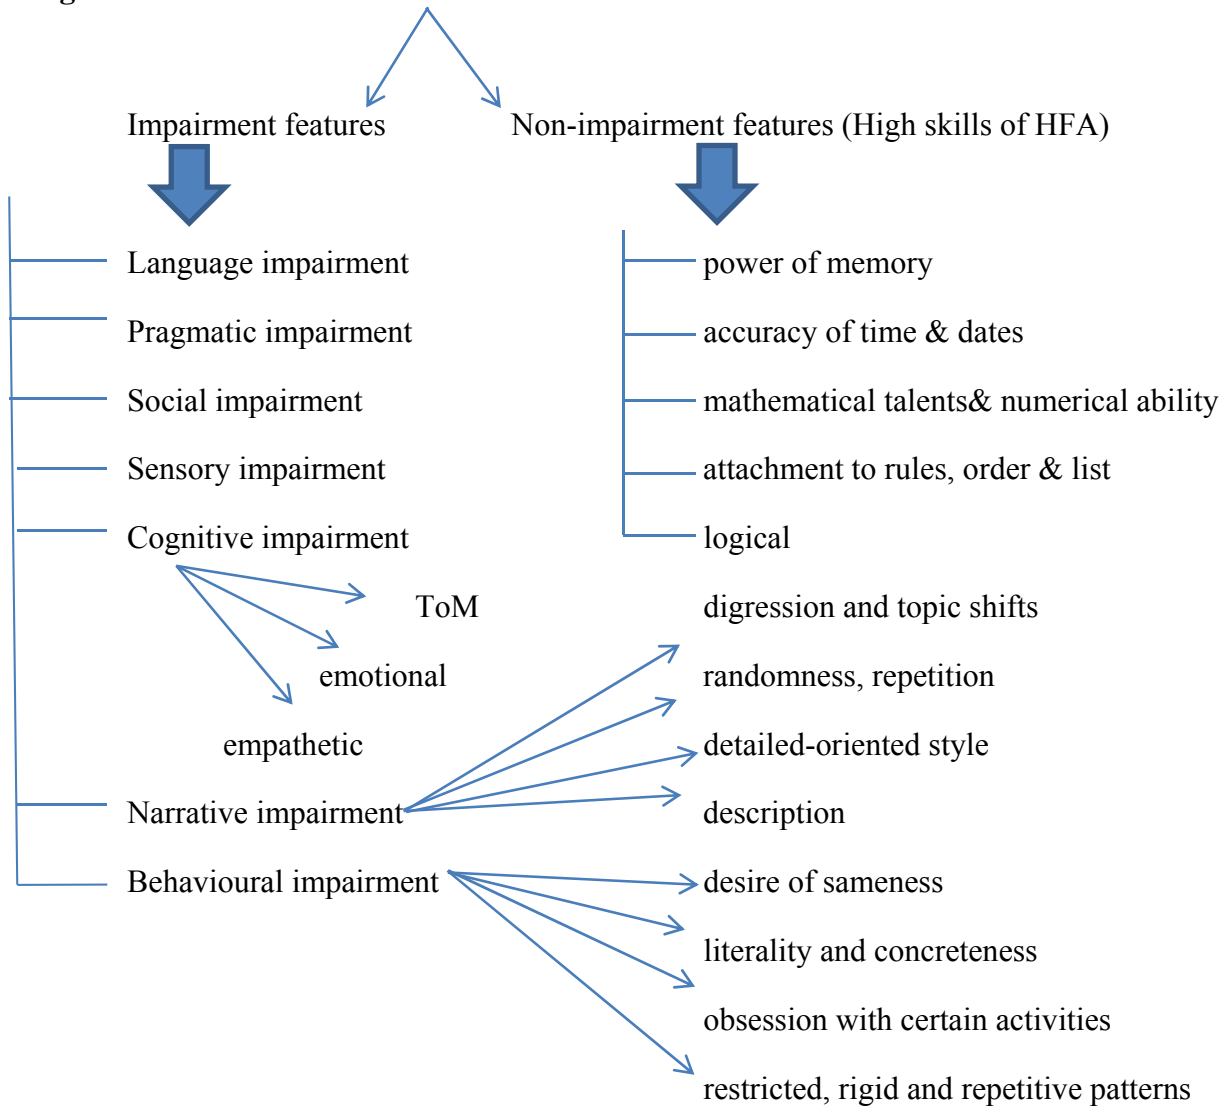 Impairment features
Non-impairment features (High skills of HFA)
Language impairment
power of memory
Pragmatic impairment
accuracy of time & dates
Social impairment
mathematical talents& numerical ability
Sensory impairment
attachment to rules, order & list
Cognitive impairment
logical
ToM
digression and topic shifts
emotional
randomness, repetition
empathetic
detailed-oriented style
Narrative impairment
description
Behavioural impairment
desire of sameness
literality and concreteness
obsession with certain activities
restricted, rigid and repetitive patterns